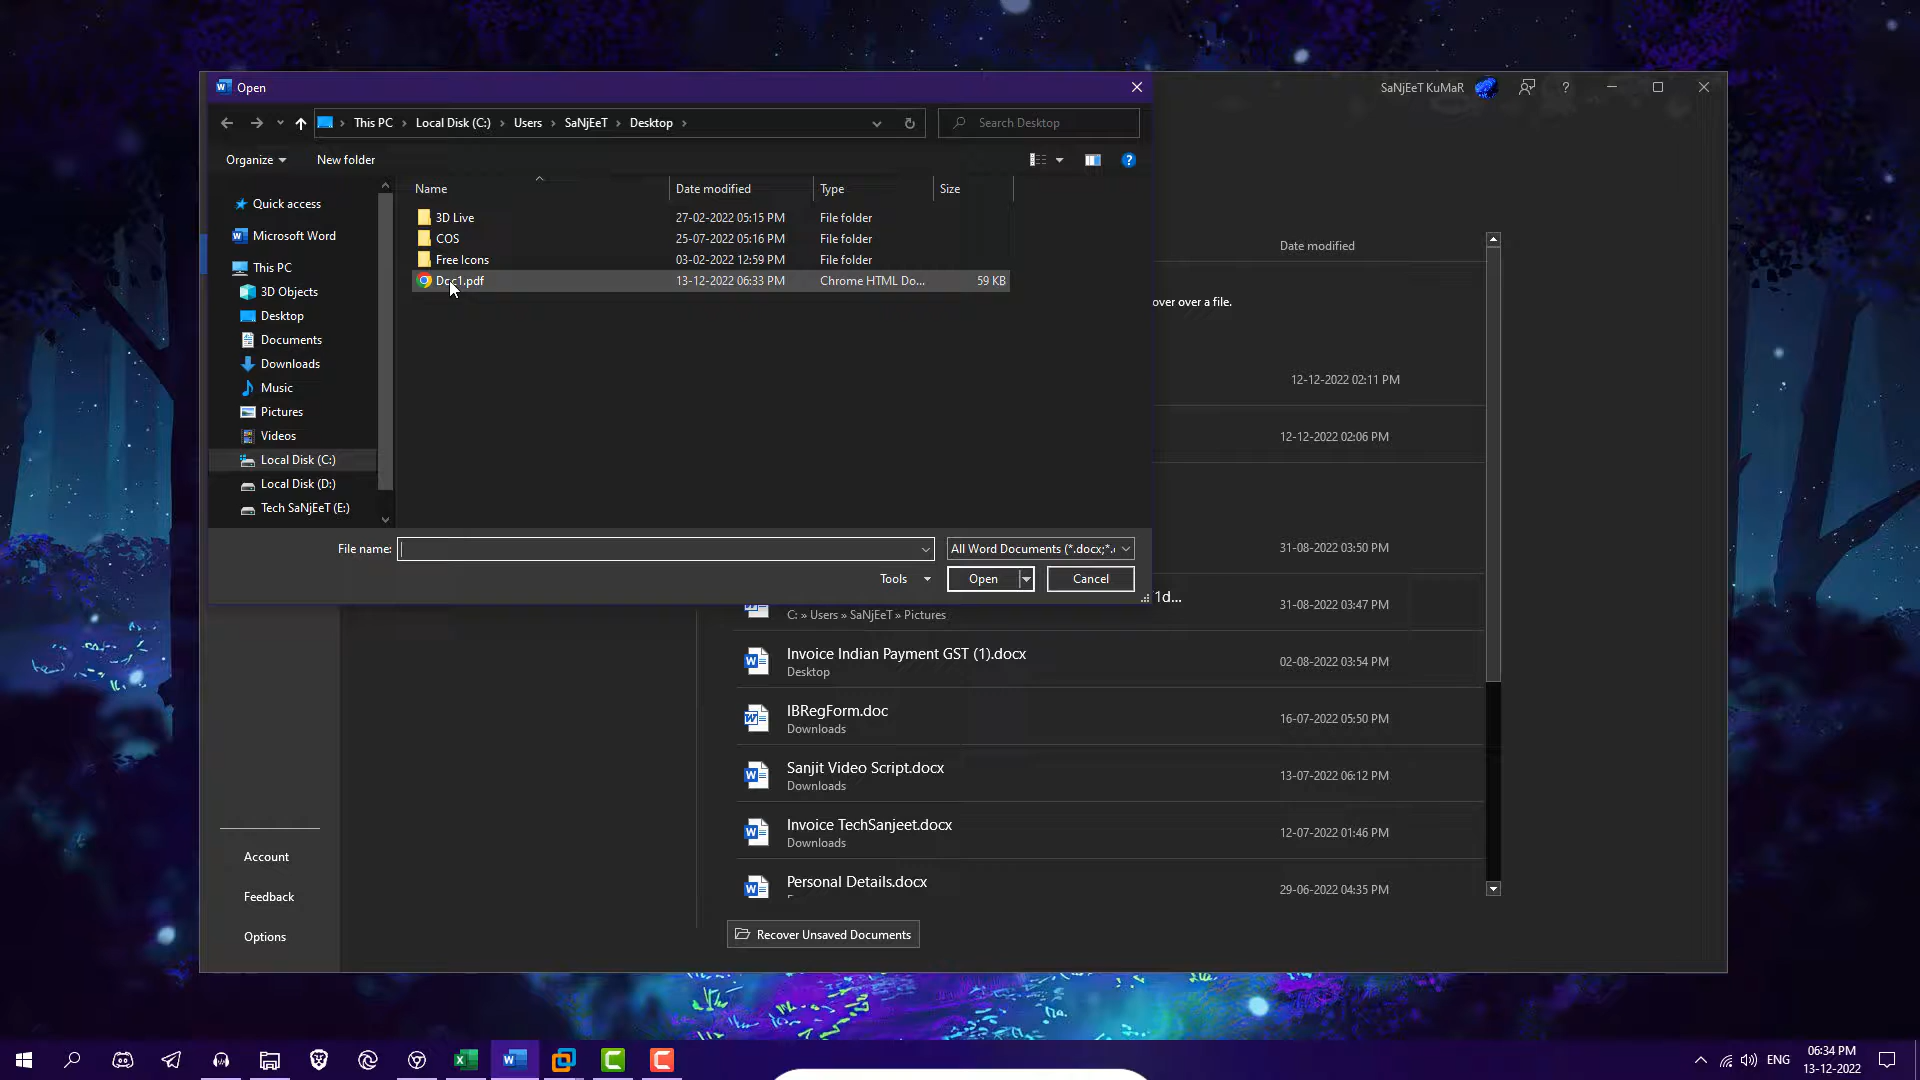 Open
SaNjEeT KuMaR
?
This PC
Local Disk (C:)
Users
SaNjEeT
Desktop
Search Desktop
Organize
New folder
?
Name
Date modified
Type
Size
Quick access
Microsoft Word
This PC
3D Objects
Desktop
Documents
Downloads
Music
Pictures
Videos
Local Disk (C:)
Local Disk (D:)
Tech SaNjEeT (E:)
3D Live 27-02-2022 05:15 PM File folder
COS 25-07-2022 05:16 PM File folder
Free Icons 03-02-2022 12:59 PM File folder
Doc1.pdf 13-12-2022 06:33 PM Chrome HTML Do... 59 KB
File name:
All Word Documents (*.docx;*.
Tools
Open
Cancel
Date modified
over over a file.
12-12-2022 02:11 PM
12-12-2022 02:06 PM
31-08-2022 03:50 PM
1d...
31-08-2022 03:47 PM
C: » Users » SaNjEeT » Pictures
Invoice Indian Payment GST (1).docx
Desktop
02-08-2022 03:54 PM
IBRegForm.doc
Downloads
16-07-2022 05:50 PM
Sanjit Video Script.docx
Downloads
13-07-2022 06:12 PM
Invoice TechSanjeet.docx
Downloads
12-07-2022 01:46 PM
Personal Details.docx
29-06-2022 04:35 PM
Account
Feedback
Options
Recover Unsaved Documents
ENG
06:34 PM
13-12-2022